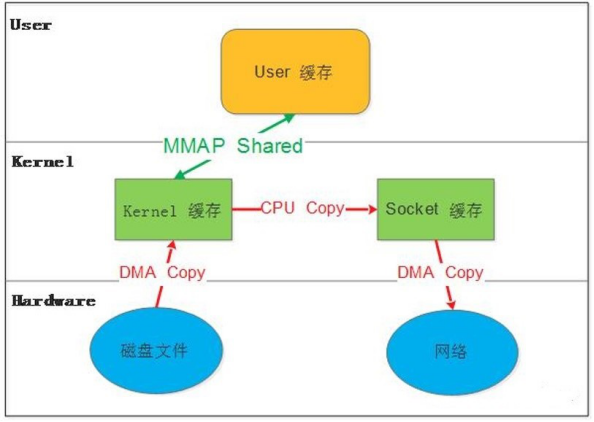 User
User 缓存
MMAP Shared
Kernel
Kernel 缓存
CPU Copy
Socket 缓存
DMA Copy
DMA Copy
Hardware
磁盘文件
网络